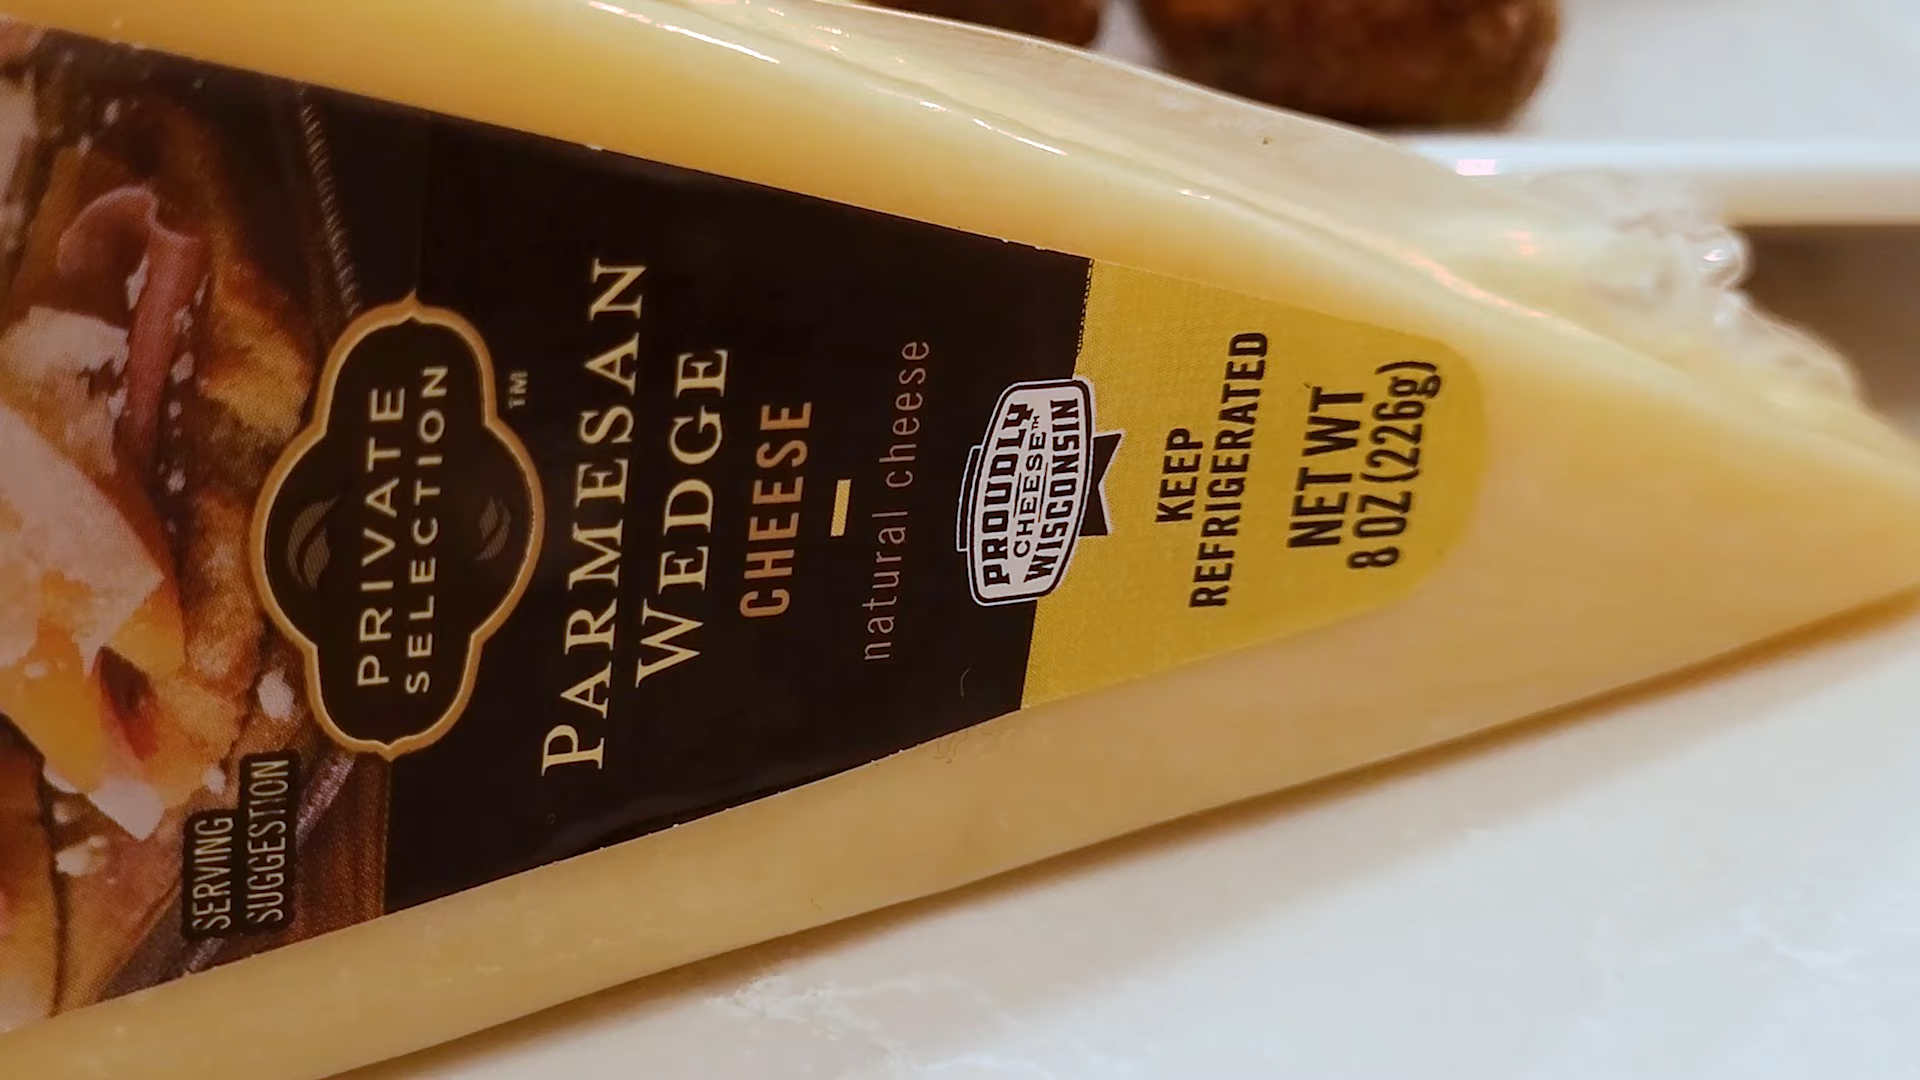 SERVING
SUGGESTION
PRIVATE
SELECTION
™
PARMESAN
WEDGE
CHEESE
natural cheese
PROUDLY
CHEESE™
WISCONSIN
KEEP
REFRIGERATED
NET WT
8 OZ (226g)